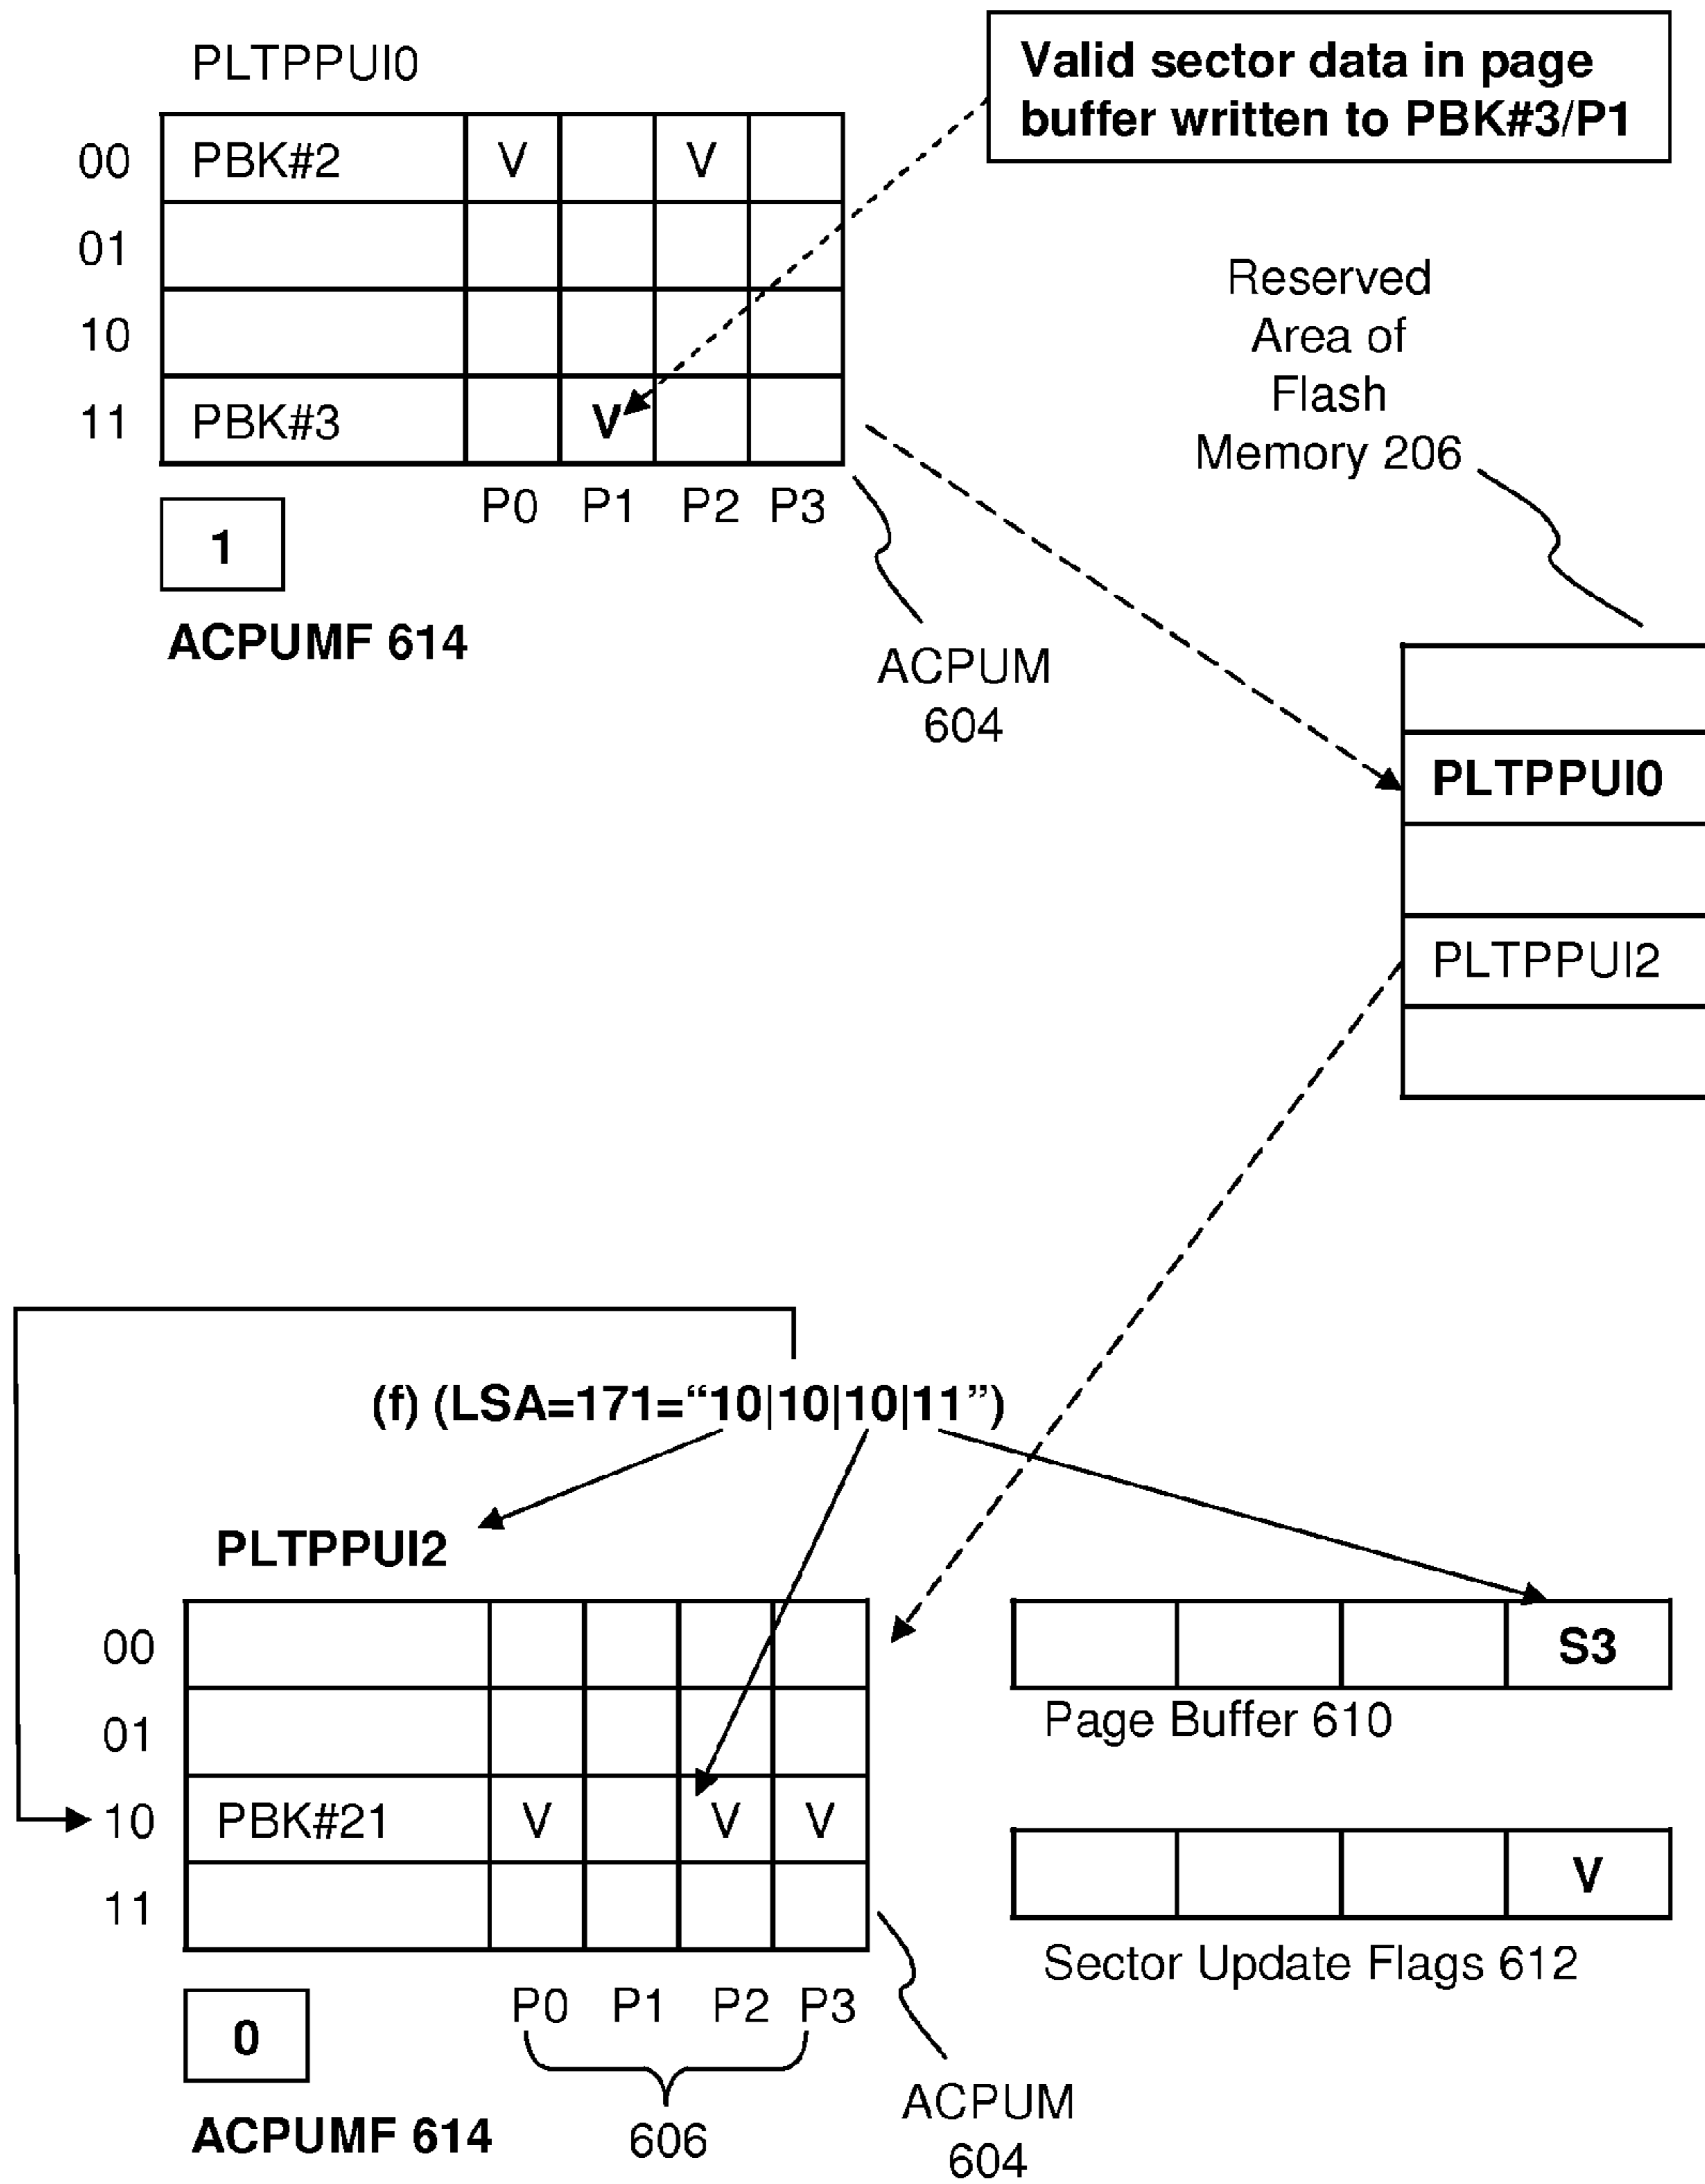 PLTPPUI0
Valid sector data in page
buffer written to PBK#3/P1
00 PBK#2 V V
01
10
11 PBK#3 V
P0 P1 P2 P3
1
ACPUMF 614
ACPUM
604
Reserved
Area of
Flash
Memory 206
PLTPPUI0
PLTPPUI2
(f) (LSA=171=“10|10|10|11”)
PLTPPUI2
00
01
10 PBK#21 V V V
11
P0 P1 P2 P3
0
ACPUMF 614
606
ACPUM
604
S3
Page Buffer 610
V
Sector Update Flags 612